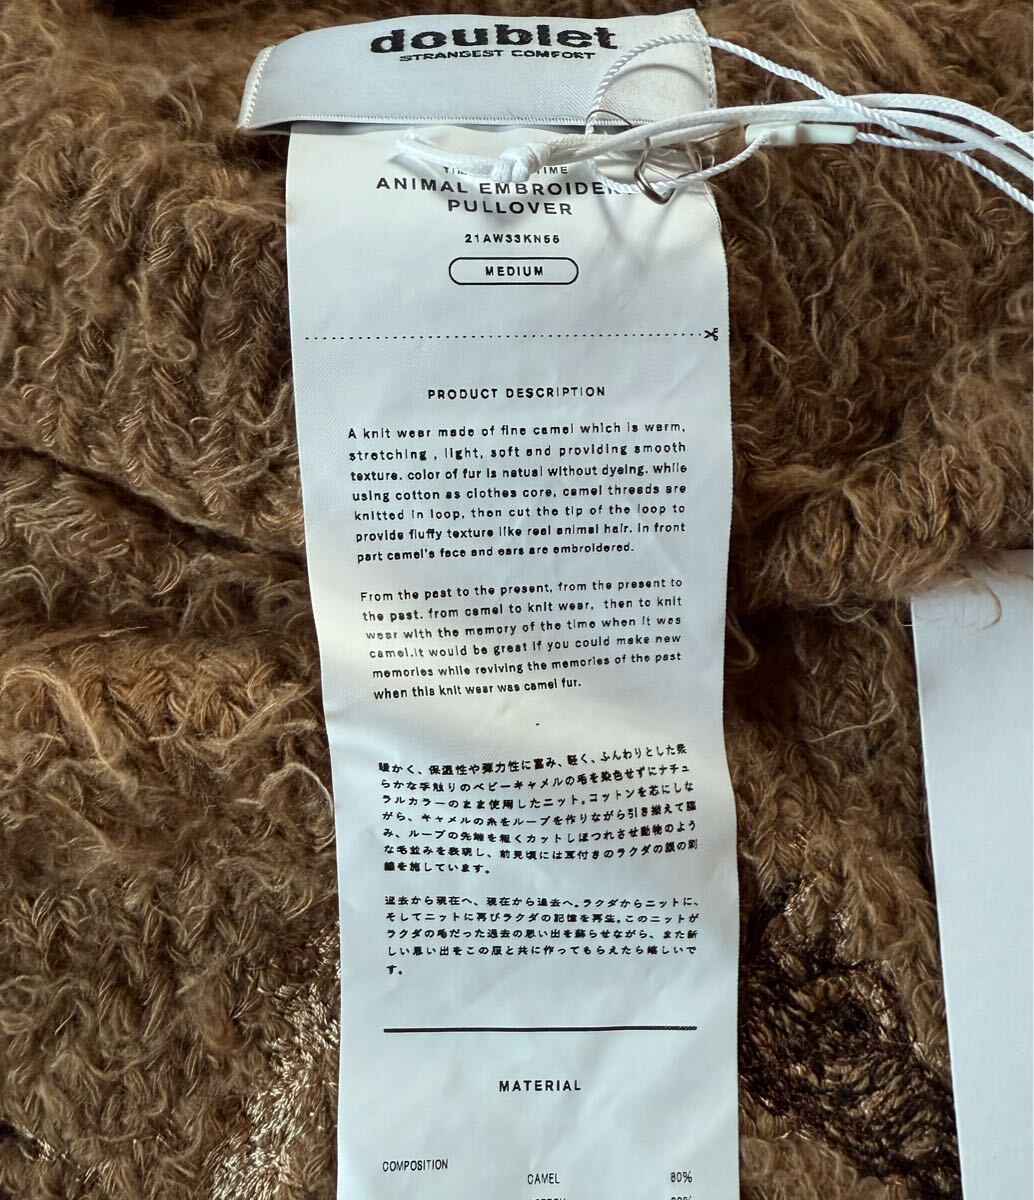 doublet
STRANGEST COMFORT
TIME
ANIMAL EMBROIDERY
PULLOVER
21AW33KN56
MEDIUM
PRODUCT DESCRIPTION
A knit wear made of fine camel which is warm,
stretching , light, soft and providing smooth
texture. color of fur is natual without dyeing. while
using cotton as clothes core, camel threads are
knitted in loop, then cut the tip of the loop to
provide fluffy texture like real animal hair. in front
part camel's face and ears are embroidered.
From the past to the present, from the present to
the past. from camel to knit wear, then to knit
wear with the memory of the time when it was
camel.it would be great if you could make new
memories while reviving the memories of the past
when this knit wear was camel fur.
暖かく、保温性や弾力性に富み、軽く、ふんわりとした柔
らかな手触りのベビーキャメルの毛を染色せずにナチュ
ラルカラーのまま使用したニット。コットンを芯にしな
がら、キャメルの糸をループを作りながら引き揃えて編
み、ループの先端を粗くカットしほつれさせ動物のよう
な毛並みを表現し、前見頃には耳付きのラクダの顔の刺
繍を施しています。
過去から現在へ、現在から過去へ。ラクダからニットに、
そしてニットに再びラクダの記憶を再生。このニットが
ラクダの毛だった過去の思い出を蘇らせながら、また新
しい思い出をこの服と共に作ってもらえたら嬉しいで
す。
MATERIAL
COMPOSITION
CAMEL 80%